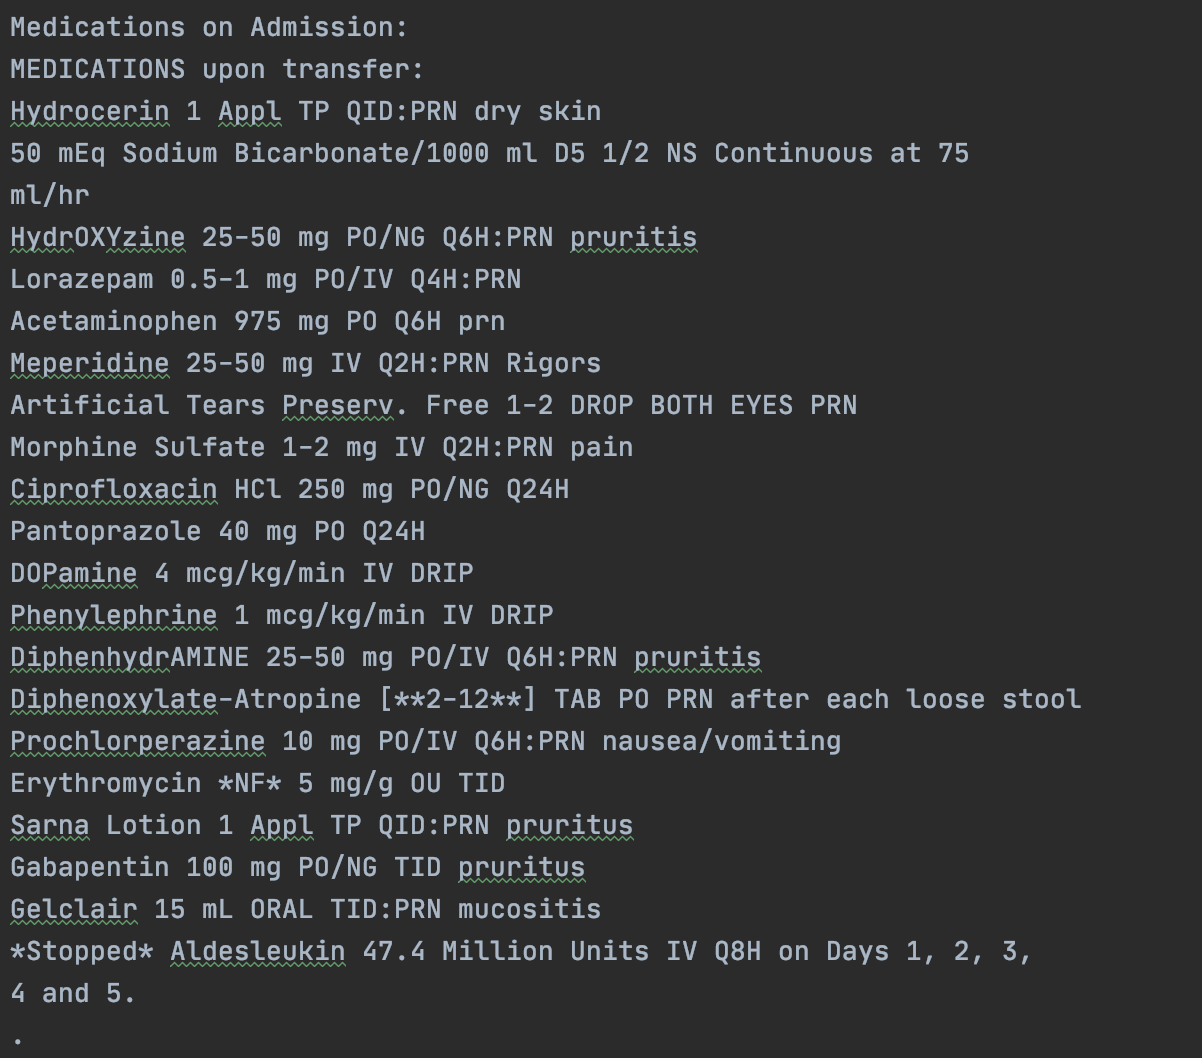 Medications on Admission:
MEDICATIONS upon transfer:
Hydrocerin 1 Appl TP QID:PRN dry skin
50 mEq Sodium Bicarbonate/1000 ml D5 1/2 NS Continuous at 75
ml/hr
HydrOXYzine 25-50 mg PO/NG Q6H:PRN pruritis
Lorazepam 0.5-1 mg PO/IV Q4H:PRN
Acetaminophen 975 mg PO Q6H prn
Meperidine 25-50 mg IV Q2H:PRN Rigors
Artificial Tears Preserv. Free 1-2 DROP BOTH EYES PRN
Morphine Sulfate 1-2 mg IV Q2H:PRN pain
Ciprofloxacin HCl 250 mg PO/NG Q24H
Pantoprazole 40 mg PO Q24H
DOPamine 4 mcg/kg/min IV DRIP
Phenylephrine 1 mcg/kg/min IV DRIP
DiphenhydrAMINE 25-50 mg PO/IV Q6H:PRN pruritis
Diphenoxylate-Atropine [**2-12**] TAB PO PRN after each loose stool
Prochlorperazine 10 mg PO/IV Q6H:PRN nausea/vomiting
Erythromycin *NF* 5 mg/g OU TID
Sarna Lotion 1 Appl TP QID:PRN pruritus
Gabapentin 100 mg PO/NG TID pruritus
Gelclair 15 mL ORAL TID:PRN mucositis
*Stopped* Aldesleukin 47.4 Million Units IV Q8H on Days 1, 2, 3,
4 and 5.
.